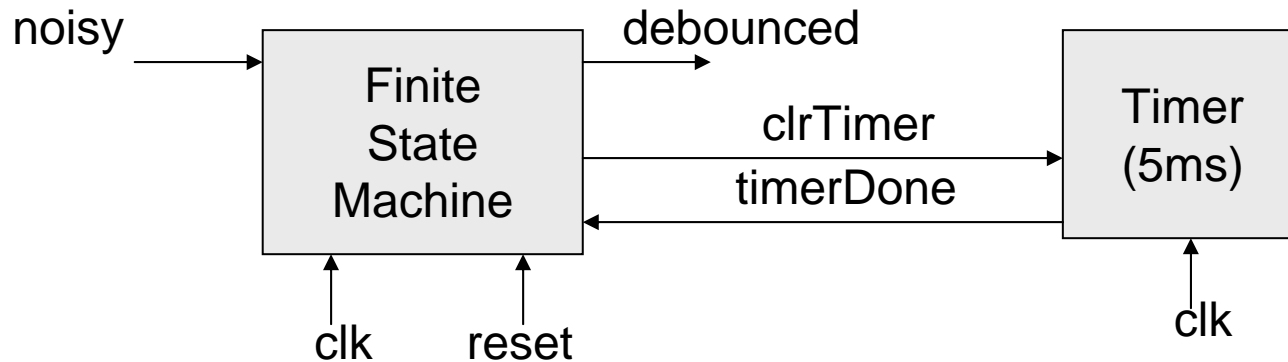 noisy
debounced
Finite
State
Machine
clrTimer
timerDone
Timer
(5ms)
clk
reset
clk